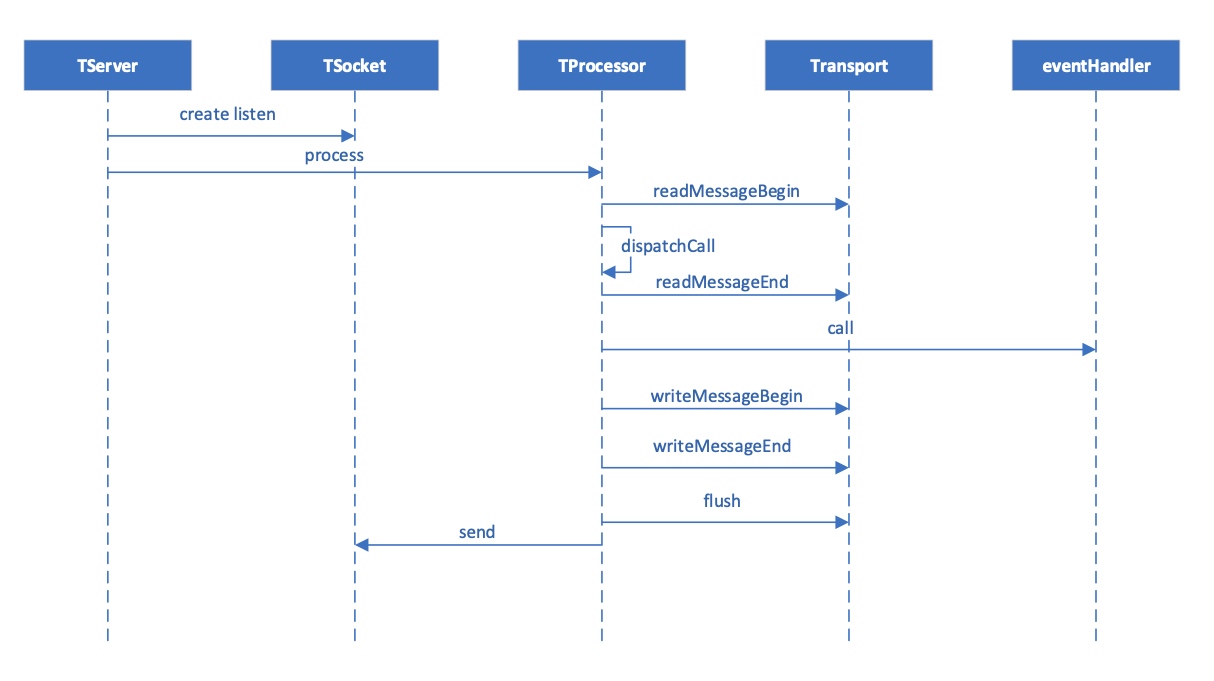 TServer
TSocket
TProcessor
Transport
eventHandler
create listen
process
readMessageBegin
dispatchCall
readMessageEnd
call
writeMessageBegin
writeMessageEnd
flush
send